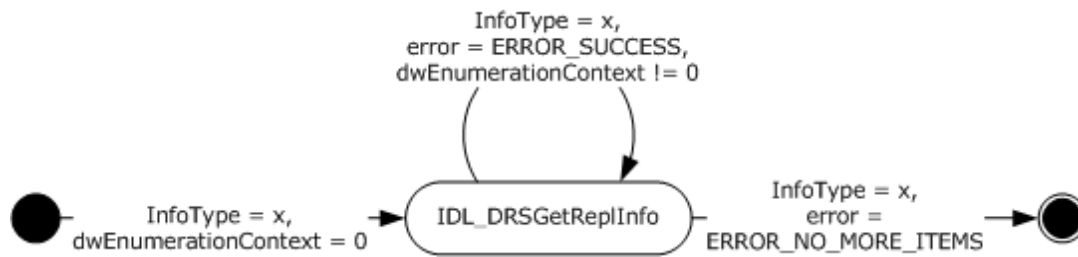 InfoType = x,
error = ERROR_SUCCESS,
dwEnumerationContext != 0
InfoType = x,
dwEnumerationContext = 0
IDL_DRSGetReplInfo
InfoType = x,
error =
ERROR_NO_MORE_ITEMS